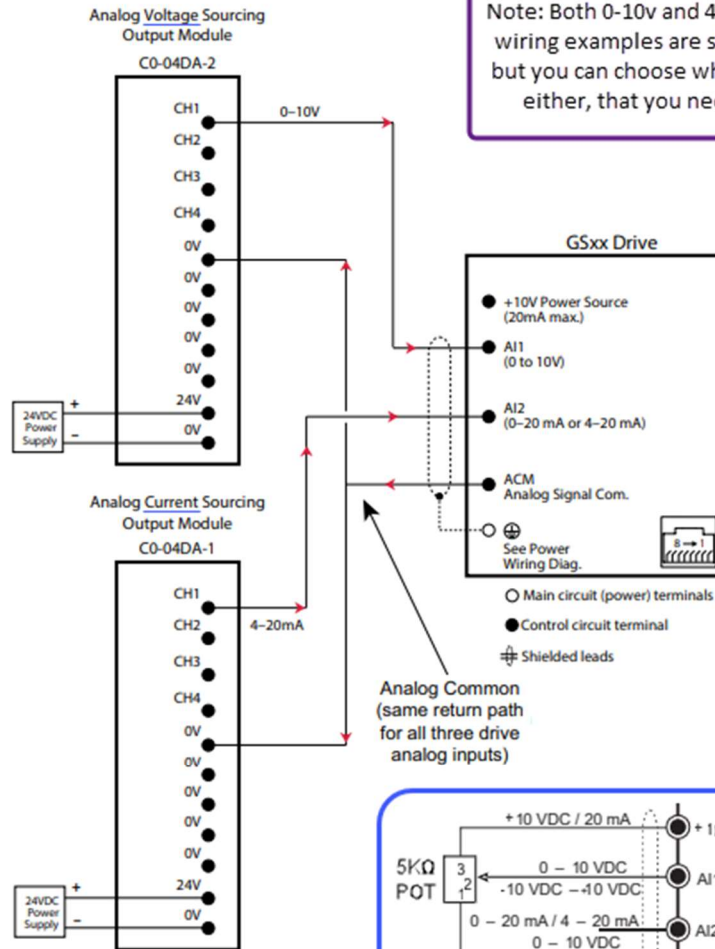 Analog Voltage Sourcing
Output Module
C0-04DA-2
CH1
CH2
CH3
CH4
0V
0V
0V
0V
0V
24V
0V
0–10V
24VDC
Power
Supply
+
–
Note: Both 0-10v and 4
wiring examples are s
but you can choose wh
either, that you ne
GSxx Drive
+10V Power Source
(20mA max.)
AI1
(0 to 10V)
AI2
(0–20 mA or 4–20 mA)
ACM
Analog Signal Com.
See Power
Wiring Diag.
8→1
Main circuit (power) terminals
Control circuit terminal
Shielded leads
Analog Current Sourcing
Output Module
C0-04DA-1
CH1
CH2
CH3
CH4
0V
0V
0V
0V
0V
24V
0V
4–20mA
24VDC
Power
Supply
+
–
Analog Common
(same return path
for all three drive
analog inputs)
+10 VDC / 20 mA
5KΩ
POT
3
2
1
0 – 10 VDC
-10 VDC –+10 VDC
0 – 20 mA / 4 – 20 mA
0 – 10 VDC
+ 1
AI
AI2